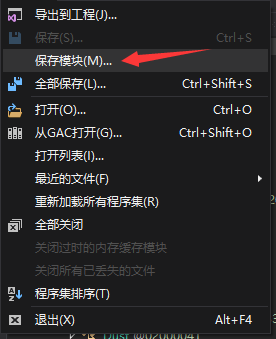 导出到工程(J)...
保存(S)... Ctrl+S
保存模块(M)...
全部保存(L)... Ctrl+Shift+S
打开(O)... Ctrl+O
从GAC打开(G)... Ctrl+Shift+O
打开列表(I)...
最近的文件(F)
重新加载所有程序集(R)
全部关闭
关闭过时的内存缓存模块
关闭所有已丢失的文件
程序集排序(T)
退出(X) Alt+F4